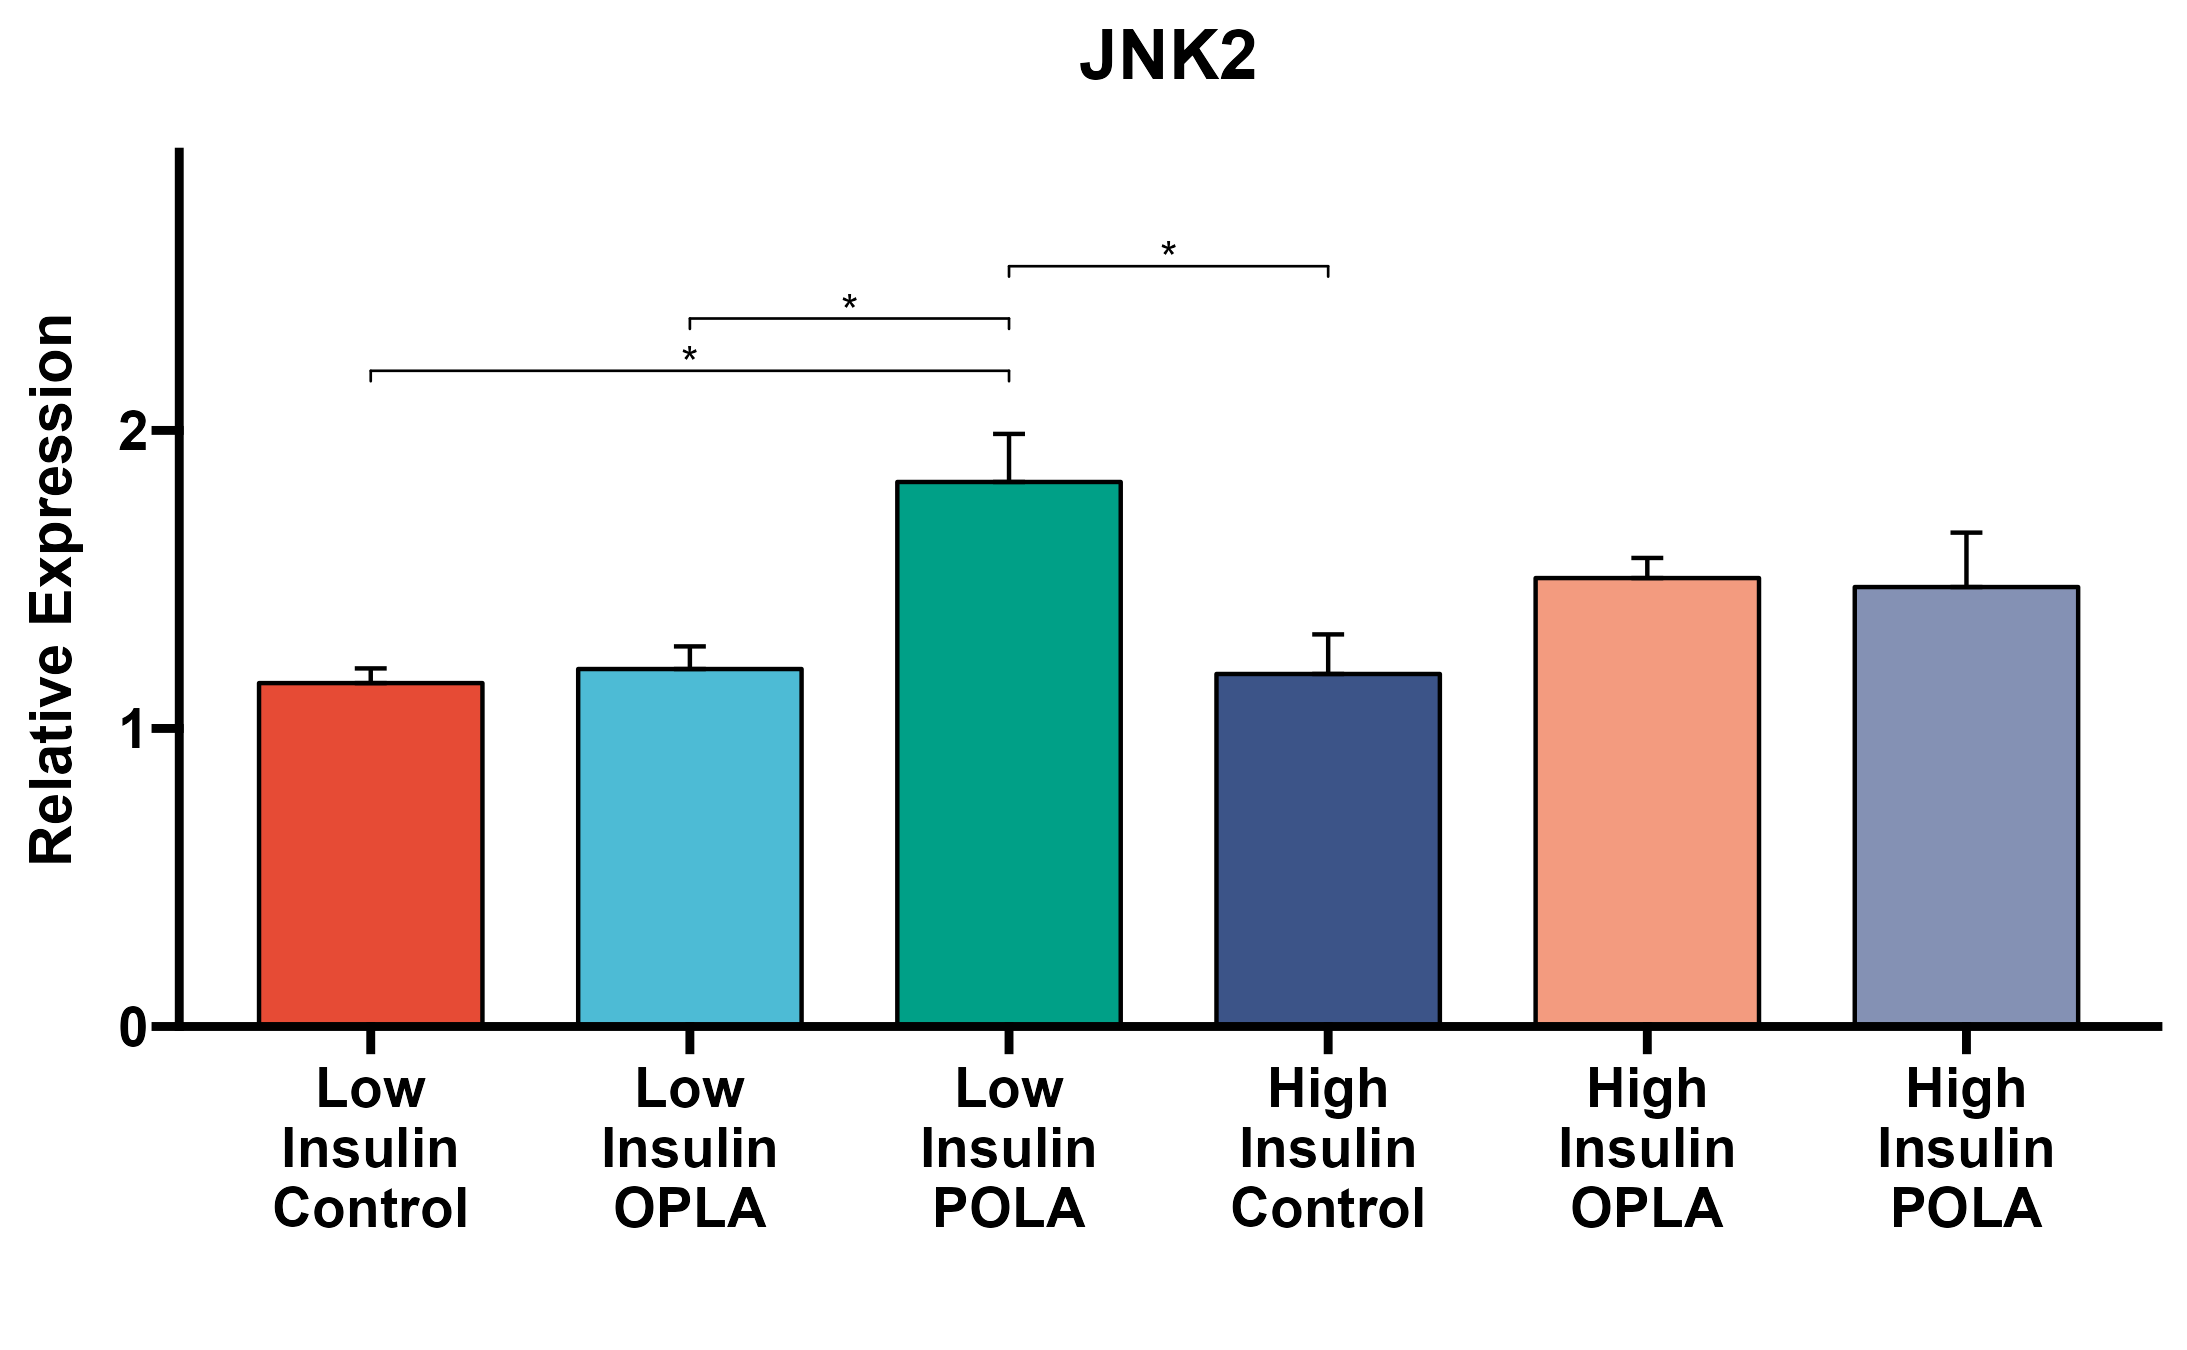 JNK2
Relative Expression
*
*
*
2
1
0
Low
Insulin
Control
Low
Insulin
OPLA
Low
Insulin
POLA
High
Insulin
Control
High
Insulin
OPLA
High
Insulin
POLA